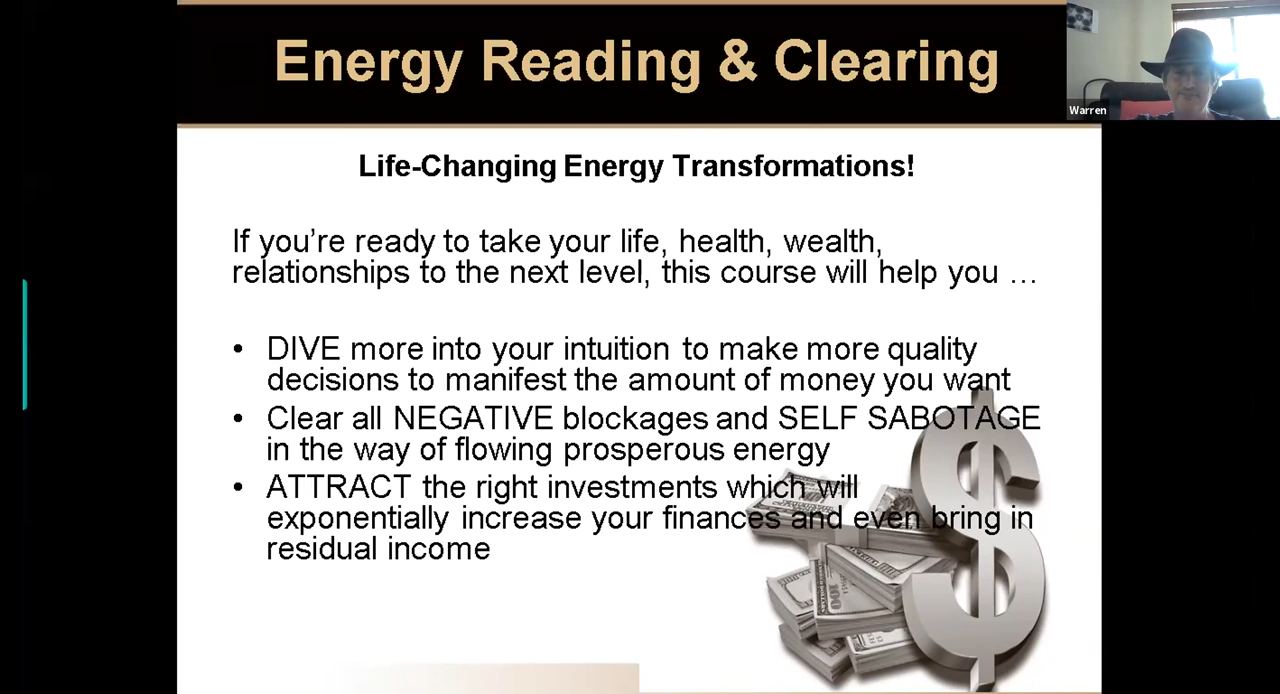 Energy Reading & Clearing
Warren
Life-Changing Energy Transformations!
If you’re ready to take your life, health, wealth,
relationships to the next level, this course will help you …
• DIVE more into your intuition to make more quality
decisions to manifest the amount of money you want
• Clear all NEGATIVE blockages and SELF SABOTAGE
in the way of flowing prosperous energy
• ATTRACT the right investments which will
exponentially increase your finances and even bring in
residual income
100